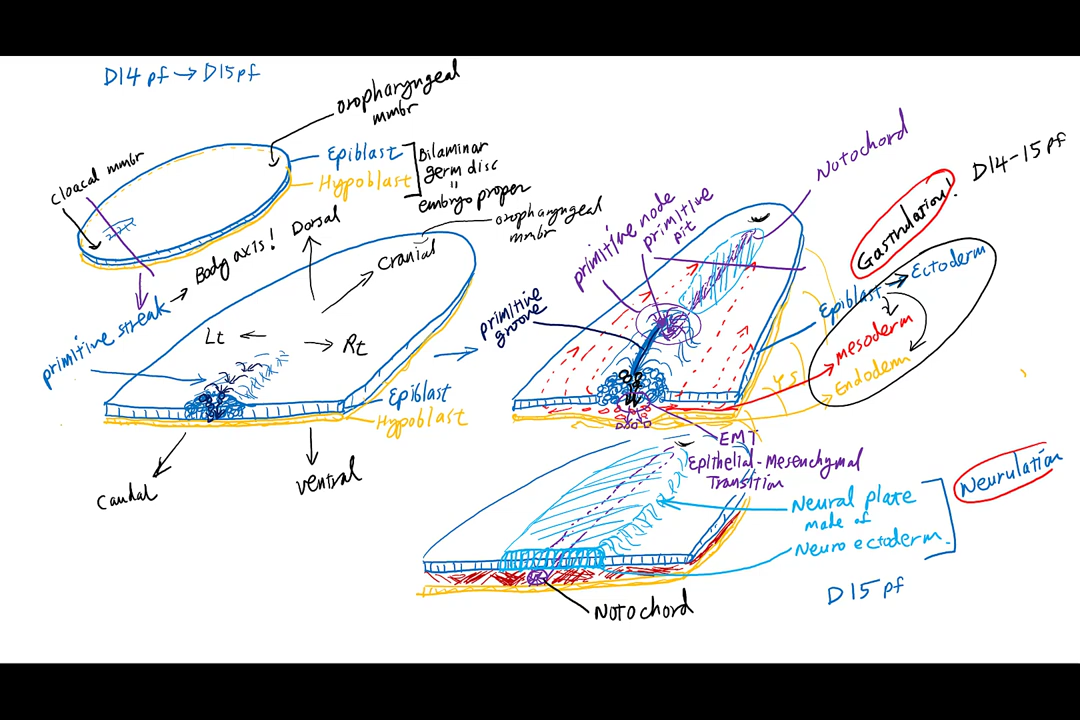 D14 pf → D15 pf
oropharyngeal
mmbr
cloacal mmbr
Epiblast
Hypoblast
Bilaminar
germ disc
=
embryo proper
oropharyngeal
mmbr
Body axis!
Dorsal
Cranial
primitive streak
Lt ←
→ Rt
Epiblast
Hypoblast
Caudal
ventral
primitive
groove
primitive node
primitive
pit
Notochord
Gastrulation!
D14-15 pf
Epiblast → Ectoderm
mesoderm
Endoderm
YS
EMT
Epithelial-Mesenchymal
Transition
Neural plate
made of
Neuroectoderm.
Neurulation
D15 pf
Notochord